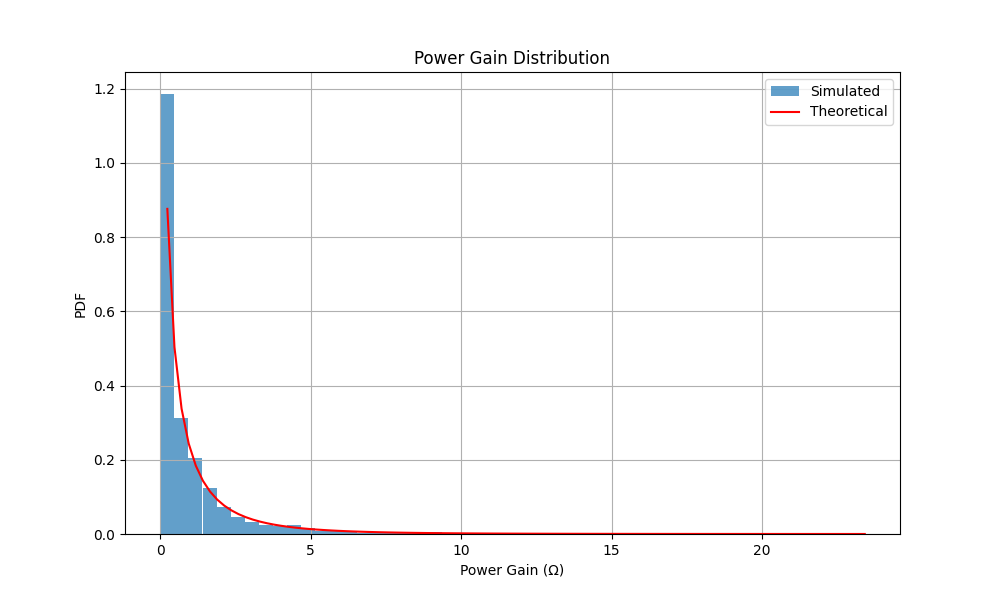 Power Gain Distribution
Simulated
Theoretical
PDF
1.2
1.0
0.8
0.6
0.4
0.2
0.0
0 5 10 15 20
Power Gain (Ω)